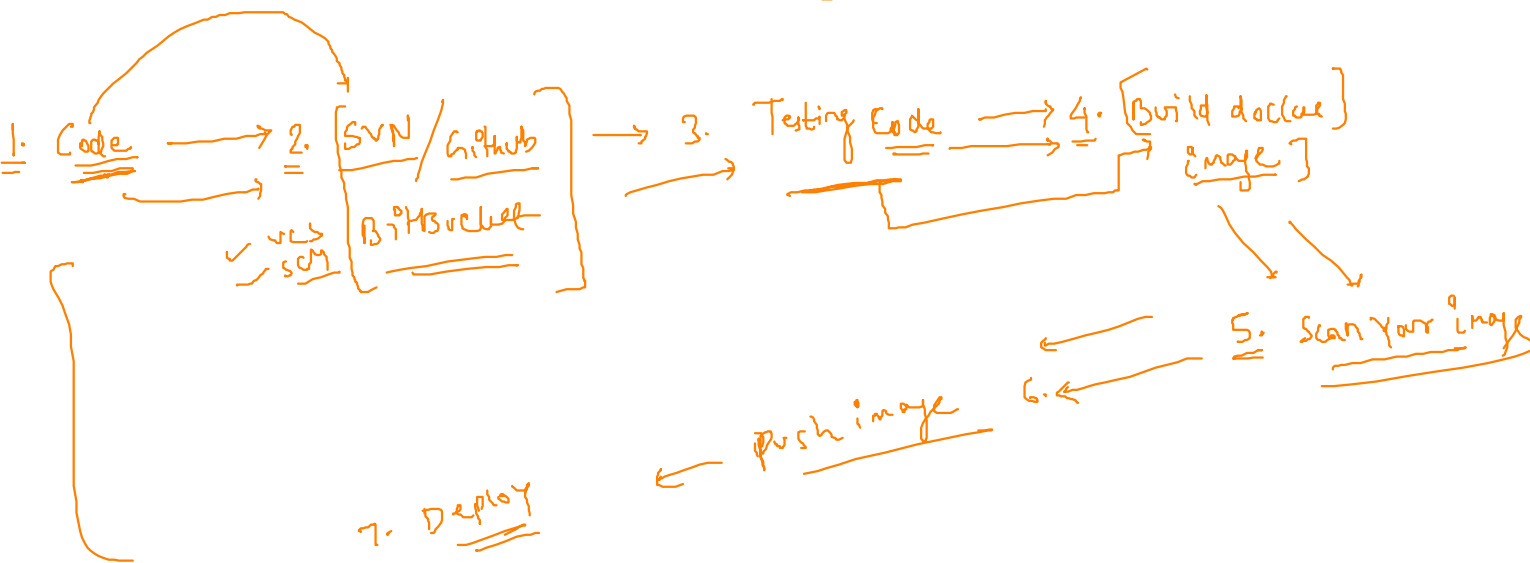 1. Code
2. [SVN / Github
BitBucket]
VCS
SCM
3. Testing Code
4. [Build docker
image]
5. Scan Your image
6.
push image
7. Deploy